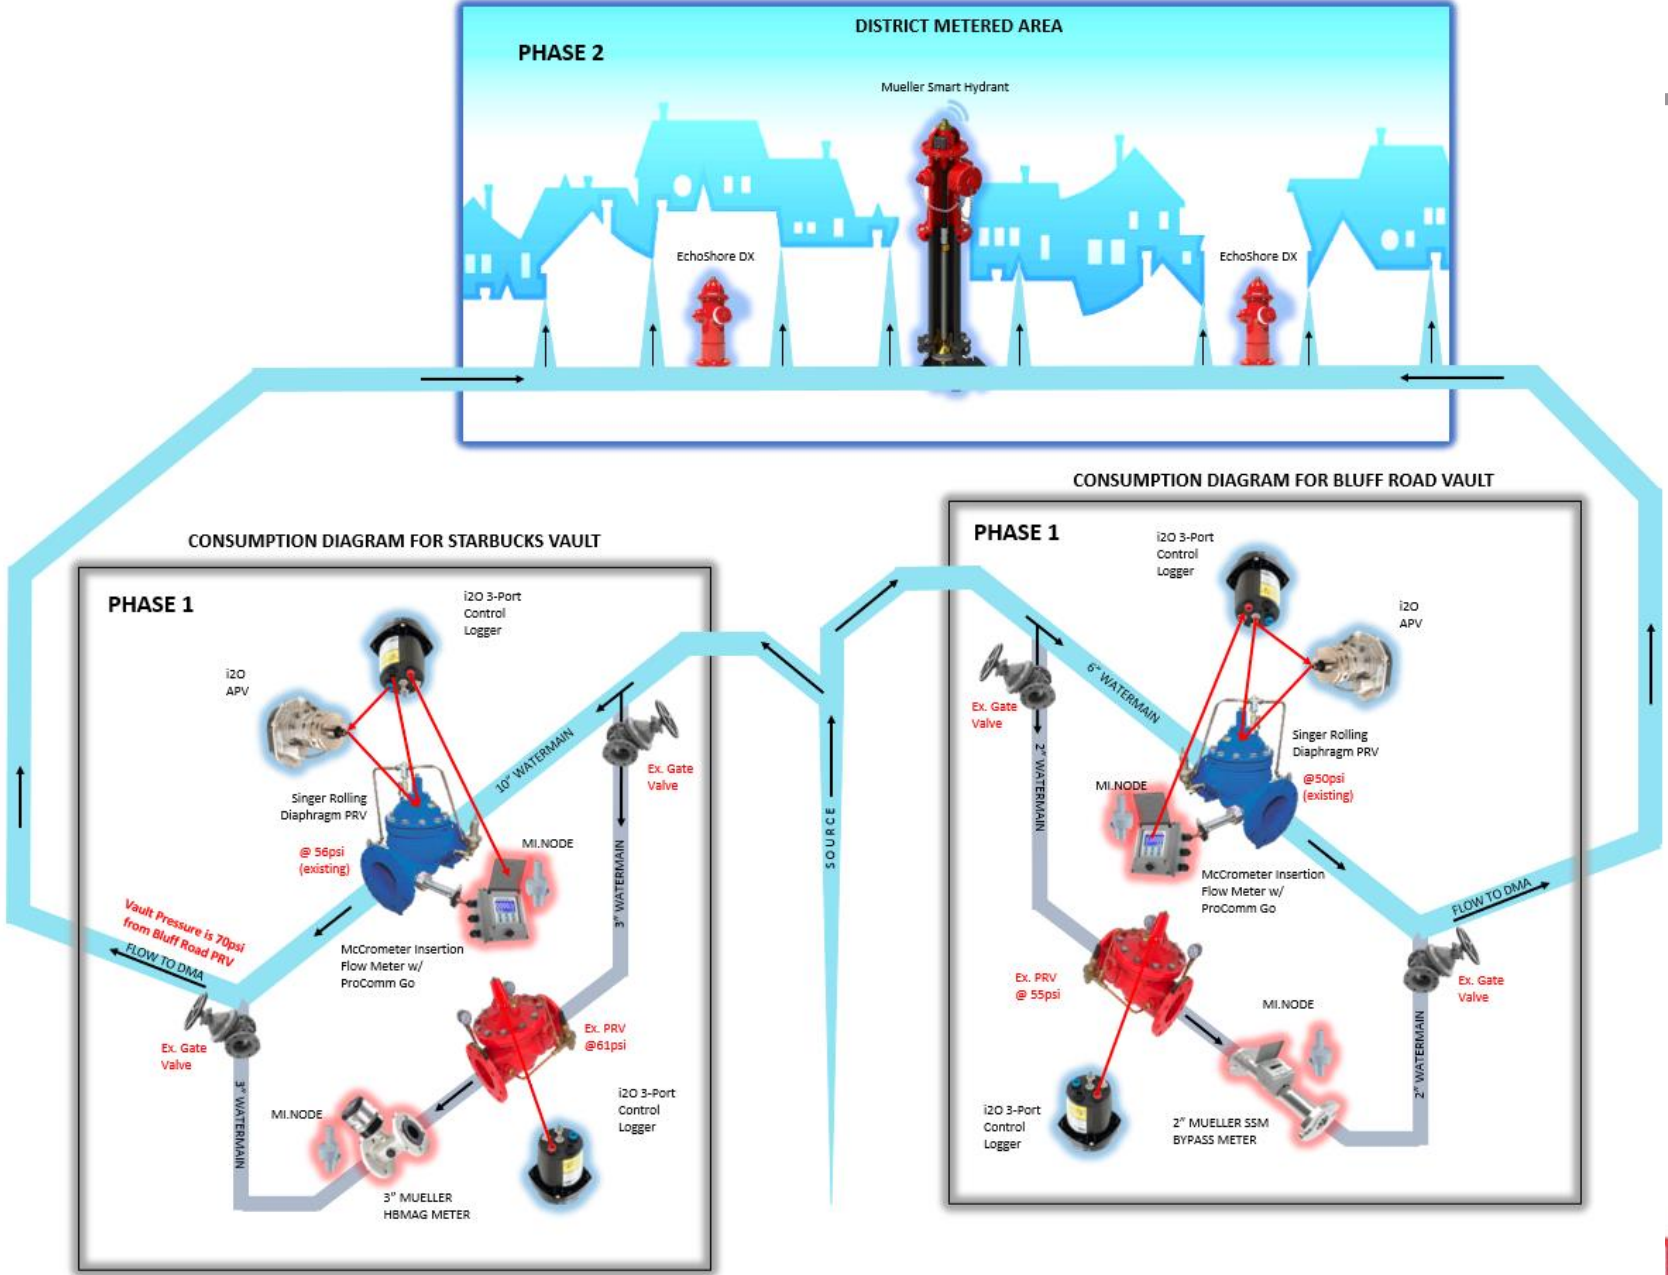 DISTRICT METERED AREA
PHASE 2
Mueller Smart Hydrant
EchoShore DX
EchoShore DX
CONSUMPTION DIAGRAM FOR STARBUCKS VAULT
PHASE 1
i2O 3-Port
Control
Logger
i2O
APV
10" WATERMAIN
Ex. Gate
Valve
Singer Rolling
Diaphragm PRV
@ 56psi
(existing)
MI.NODE
3" WATERMAIN
Vault Pressure is 70psi
from Bluff Road PRV
FLOW TO DMA
McCrometer Insertion
Flow Meter w/
ProComm Go
Ex. Gate
Valve
Ex. PRV
@61psi
3" WATERMAIN
MI.NODE
i2O 3-Port
Control
Logger
3" MUELLER
HBMAG METER
SOURCE
CONSUMPTION DIAGRAM FOR BLUFF ROAD VAULT
PHASE 1
i2O 3-Port
Control
Logger
i2O
APV
6" WATERMAIN
Ex. Gate
Valve
2" WATERMAIN
Singer Rolling
Diaphragm PRV
@50psi
(existing)
MI.NODE
McCrometer Insertion
Flow Meter w/
ProComm Go
FLOW TO DMA
Ex. PRV
@ 55psi
Ex. Gate
Valve
MI.NODE
2" WATERMAIN
i2O 3-Port
Control
Logger
2" MUELLER SSM
BYPASS METER